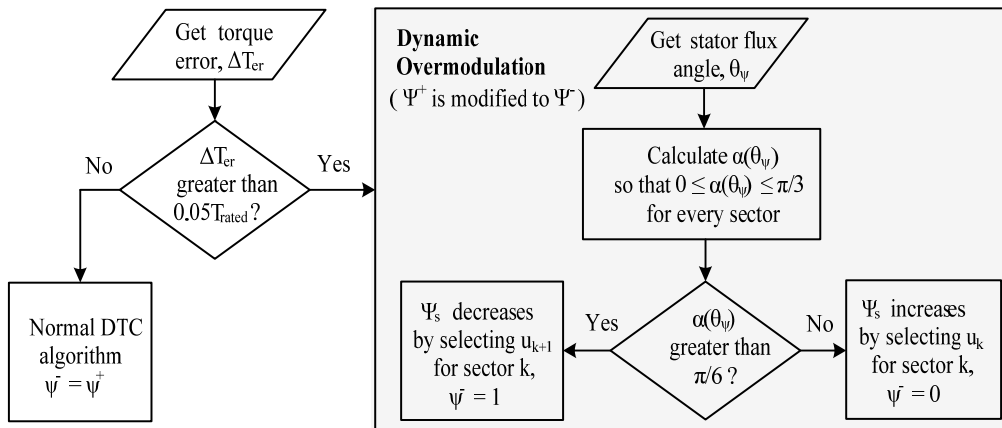 Get torque
error, ΔTer
ΔTer
greater than
0.05Trated ?
No
Yes
Normal DTC
algorithm
ψ- = ψ+
Dynamic
Overmodulation
( Ψ+ is modified to Ψ- )
Get stator flux
angle, θψ
Calculate α(θψ)
so that 0 ≤ α(θψ) ≤ π/3
for every sector
α(θψ)
greater than
π/6 ?
Yes
No
Ψs decreases
by selecting uk+1
for sector k,
ψ- = 1
Ψs increases
by selecting uk
for sector k,
ψ- = 0